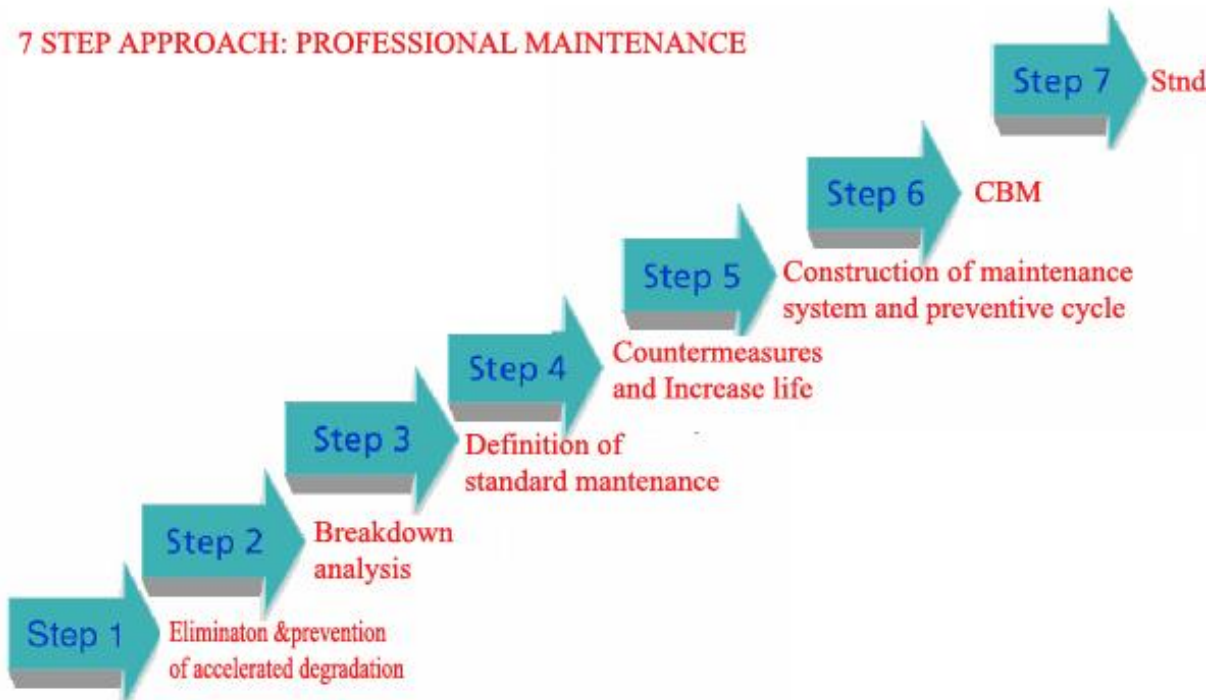 7 STEP APPROACH: PROFESSIONAL MAINTENANCE
Step 7
Stnd
Step 6
CBM
Step 5
Construction of maintenance
system and preventive cycle
Step 4
Countermeasures
and Increase life
Step 3
Definition of
standard mantenance
Step 2
Breakdown
analysis
Step 1
Eliminaton &prevention
of accelerated degradation